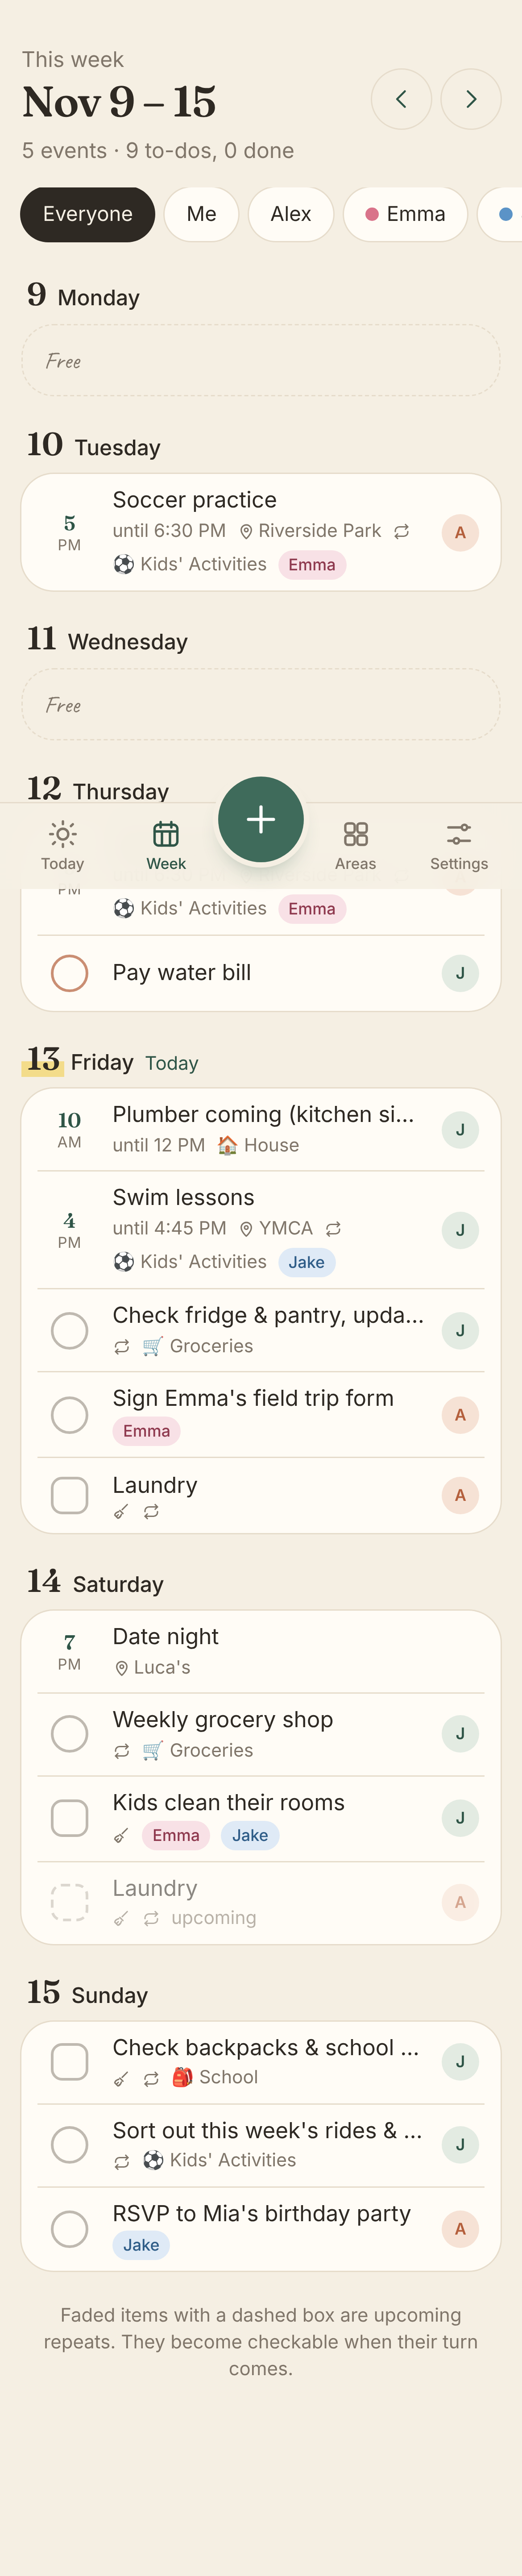 This week
Nov 9 – 15
5 events · 9 to-dos, 0 done
Everyone
Me
Alex
Emma
9 Monday
Free
10 Tuesday
5 PM
Soccer practice
until 6:30 PM Riverside Park
⚽ Kids' Activities Emma
A
11 Wednesday
Free
12 Thursday
Today
Week
+
Areas
Settings
PM
⚽ Kids' Activities Emma
Pay water bill
J
13 Friday Today
10 AM
Plumber coming (kitchen si...
until 12 PM 🏠 House
J
4 PM
Swim lessons
until 4:45 PM YMCA
⚽ Kids' Activities Jake
J
Check fridge & pantry, upda...
🛒 Groceries
J
Sign Emma's field trip form
Emma
A
Laundry
A
14 Saturday
7 PM
Date night
Luca's
Weekly grocery shop
🛒 Groceries
J
Kids clean their rooms
Emma Jake
J
Laundry
upcoming
A
15 Sunday
Check backpacks & school ...
🎒 School
J
Sort out this week's rides & ...
⚽ Kids' Activities
J
RSVP to Mia's birthday party
Jake
A
Faded items with a dashed box are upcoming
repeats. They become checkable when their turn
comes.